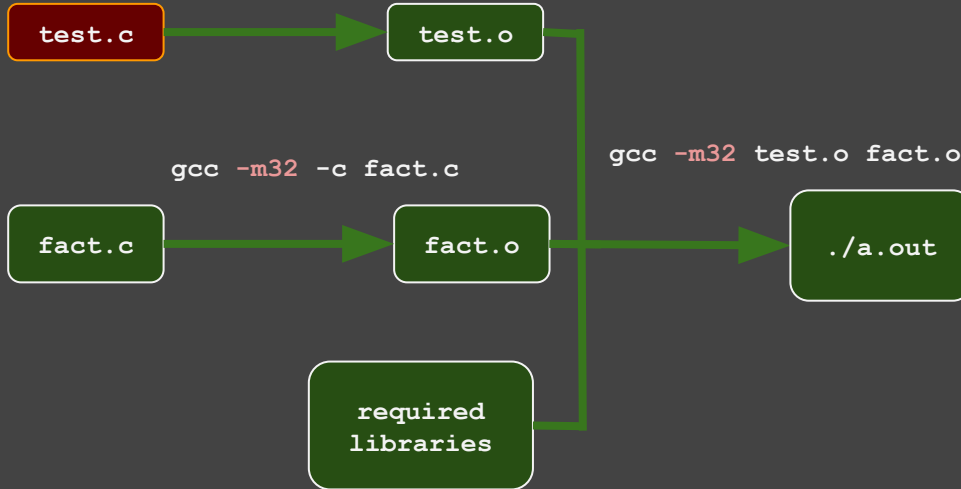 test.c
test.o
gcc -m32 -c fact.c
gcc -m32 test.o fact.o
fact.c
fact.o
./a.out
required
libraries